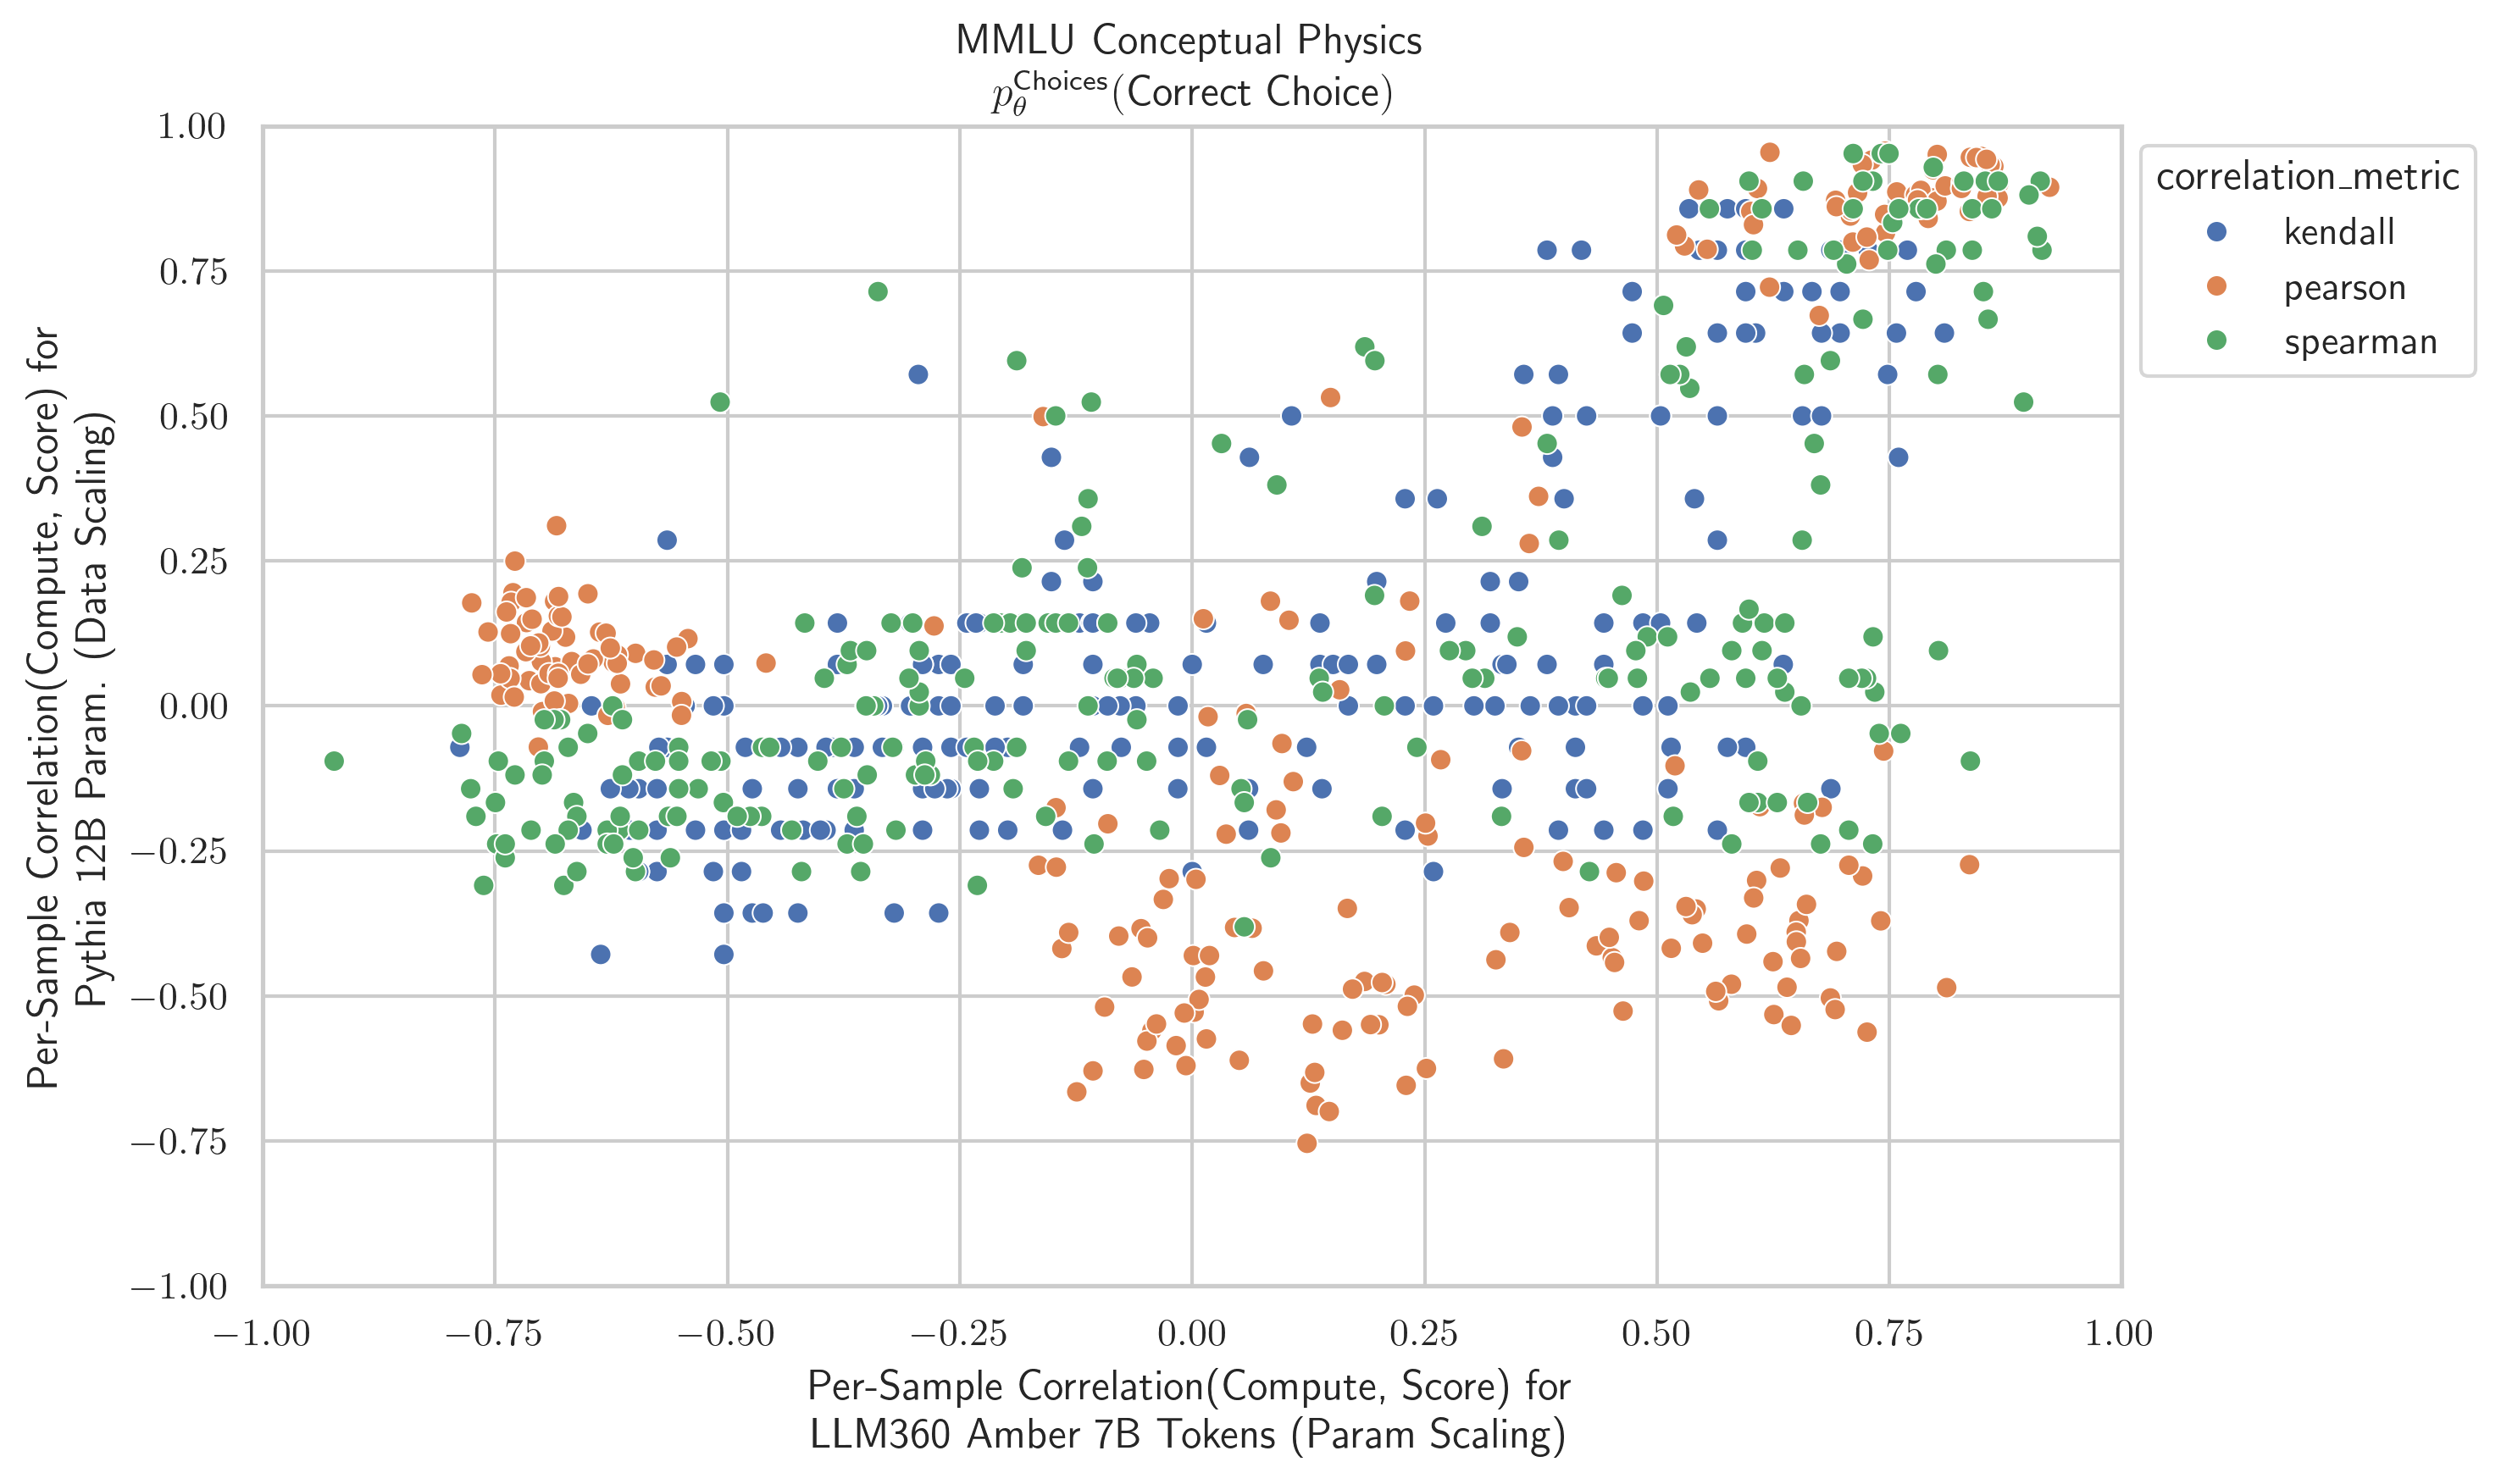 MMLU Conceptual Physics
p_θ^Choices(Correct Choice)
1.00
0.75
0.50
0.25
0.00
−0.25
−0.50
−0.75
−1.00
Per-Sample Correlation(Compute, Score) for
Pythia 12B Param. (Data Scaling)
−1.00 −0.75 −0.50 −0.25 0.00 0.25 0.50 0.75 1.00
Per-Sample Correlation(Compute, Score) for
LLM360 Amber 7B Tokens (Param Scaling)
correlation_metric
kendall
pearson
spearman